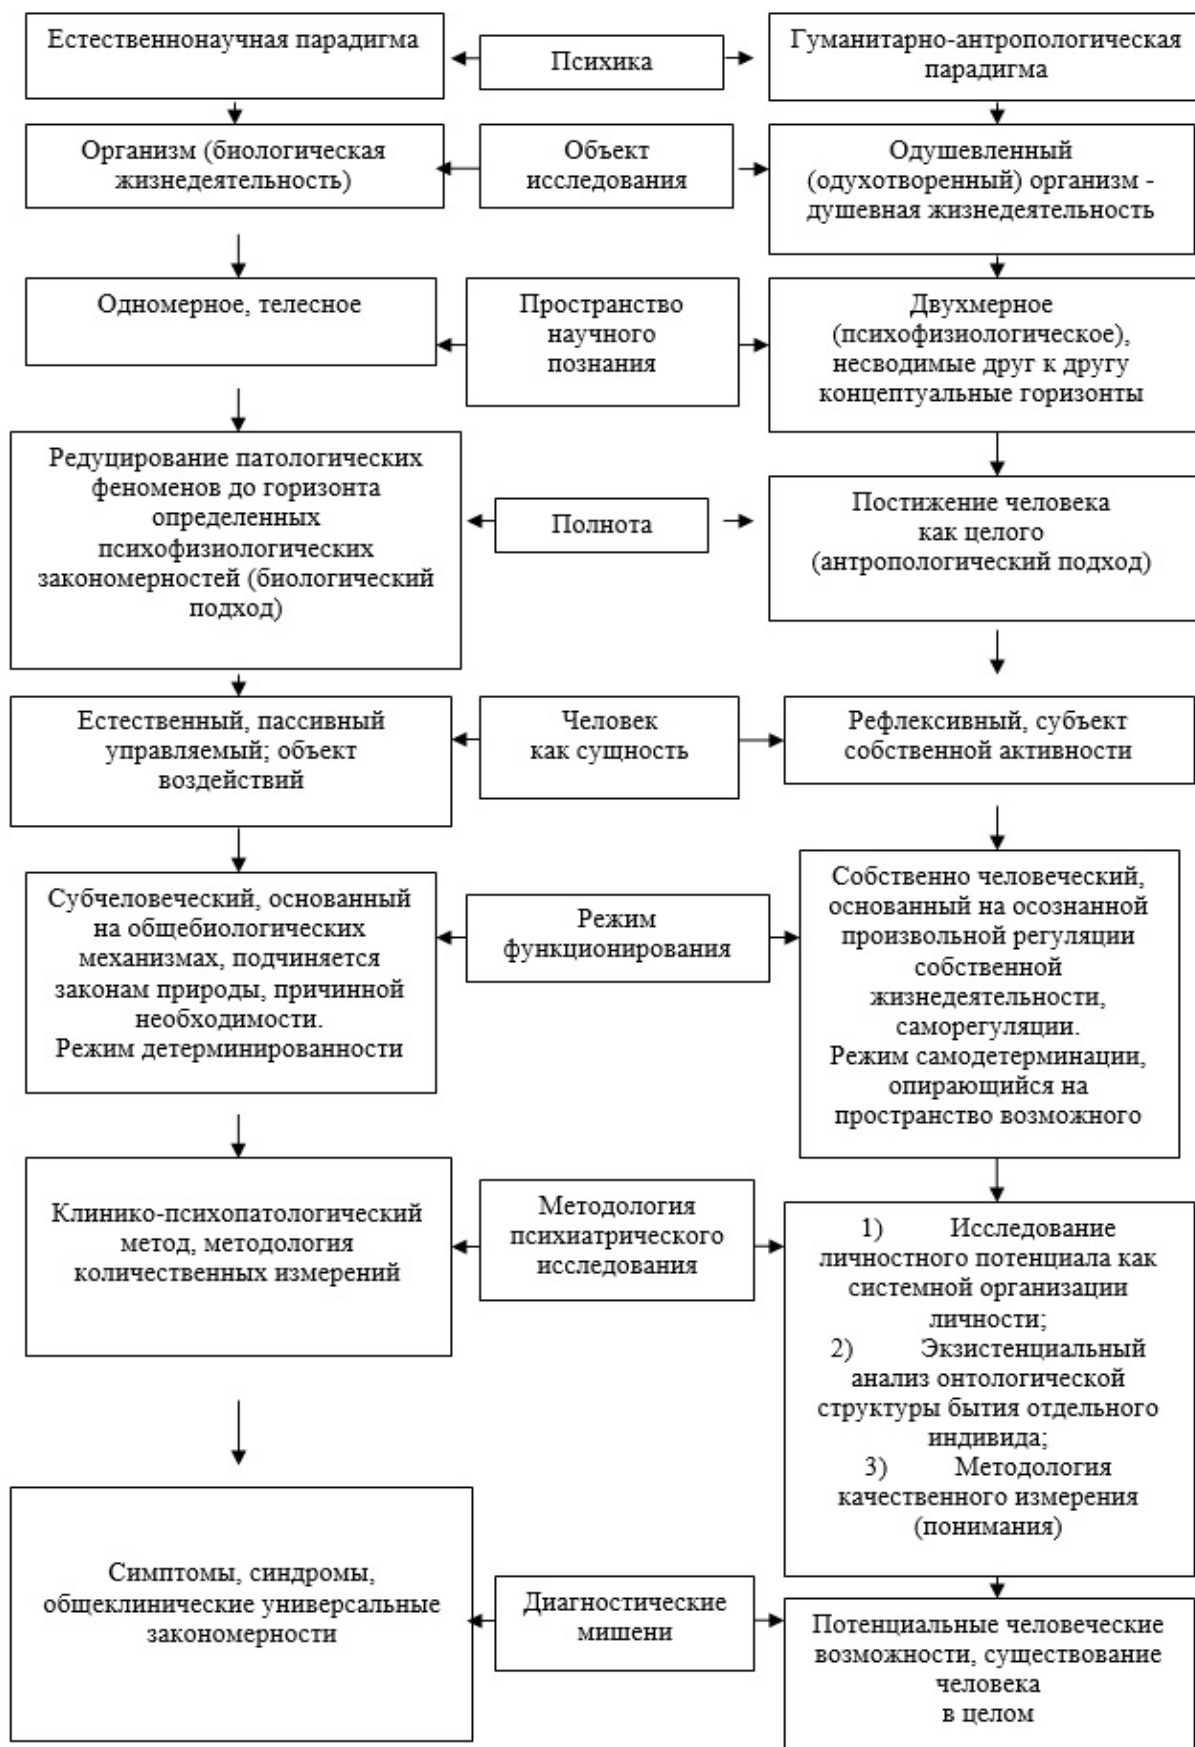 Естественнонаучная парадигма
Психика
Гуманитарно-антропологическая
парадигма
Организм (биологическая
жизнедеятельность)
Объект
исследования
Одушевленный
(одухотворенный) организм -
душевная жизнедеятельность
Одномерное, телесное
Пространство
научного
познания
Двухмерное
(психофизиологическое),
несводимые друг к другу
концептуальные горизонты
Редуцирование патологических
феноменов до горизонта
определенных
психофизиологических
закономерностей (биологический
подход)
Полнота
Постижение человека
как целого
(антропологический подход)
Естественный, пассивный
управляемый; объект
воздействий
Человек
как сущность
Рефлексивный, субъект
собственной активности
Субчеловеческий, основанный
на общебиологических
механизмах, подчиняется
законам природы, причинной
необходимости.
Режим детерминированности
Режим
функционирования
Собственно человеческий,
основанный на осознанной
произвольной регуляции
собственной
жизнедеятельности,
саморегуляции.
Режим самодетерминации,
опирающийся на
пространство возможного
Клинико-психопатологический
метод, методология
количественных измерений
Методология
психиатрического
исследования
1) Исследование
личностного потенциала как
системной организации
личности;
2) Экзистенциальный
анализ онтологической
структуры бытия отдельного
индивида;
3) Методология
качественного измерения
(понимания)
Симптомы, синдромы,
общеклинические универсальные
закономерности
Диагностические
мишени
Потенциальные человеческие
возможности, существование
человека
в целом